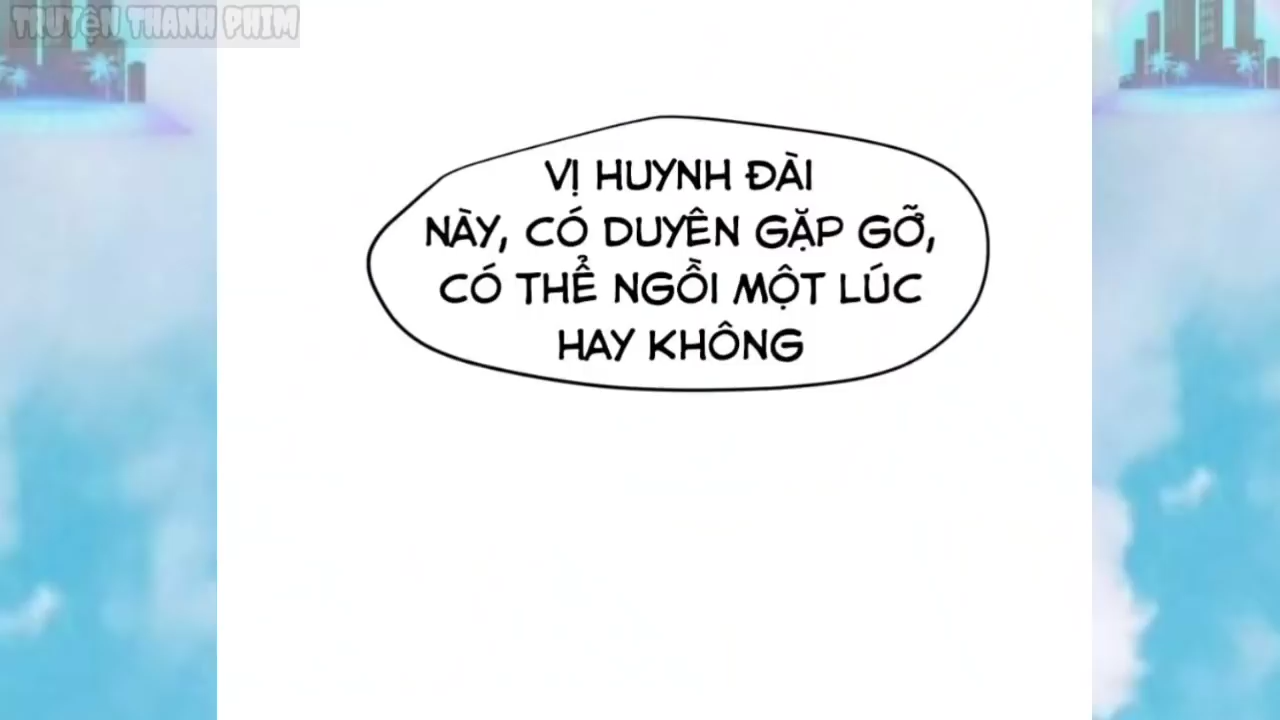 TRUYỆN THANH PHIM
VỊ HUYNH ĐÀI
NÀY, CÓ DUYÊN GẶP GỠ,
CÓ THỂ NGỒI MỘT LÚC
HAY KHÔNG